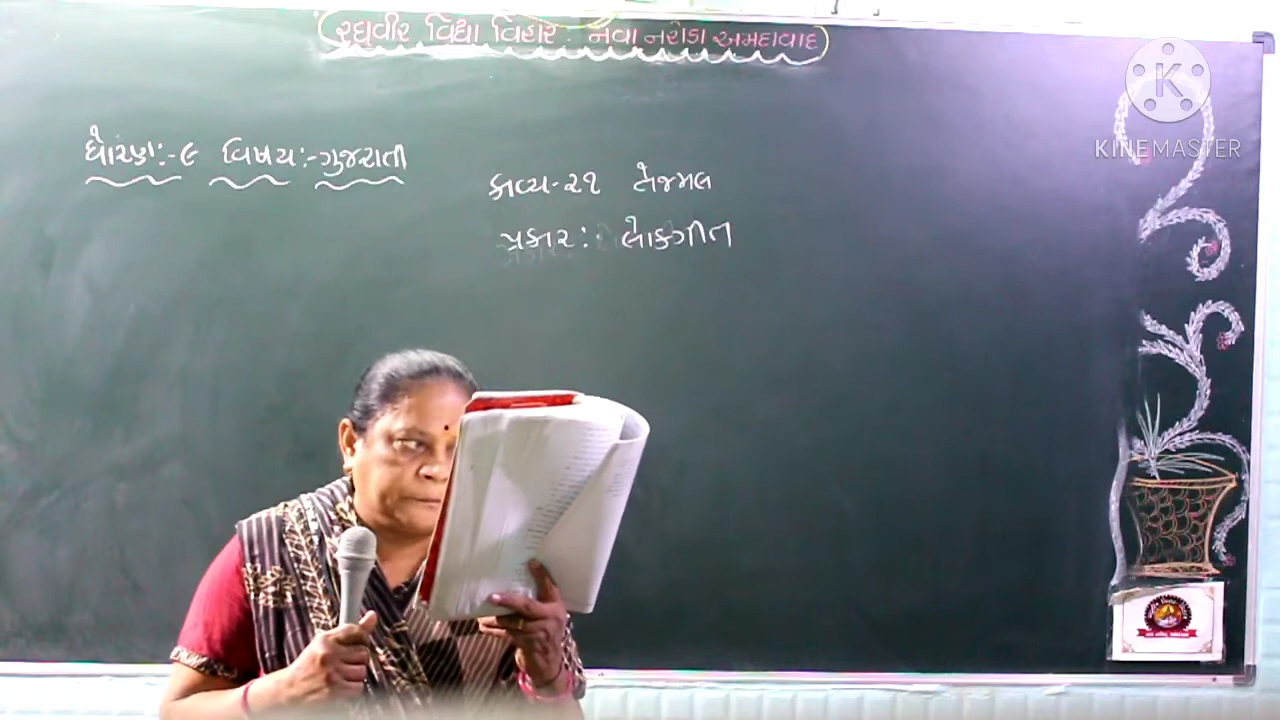 રઘુવીર વિદ્યા વિહાર : નવા નરોડા અમદાવાદ
KINEMASTER
ધોરણ:-૯ વિષય:-ગુજરાતી
કાવ્ય-૨૧ તેજમલ
પ્રકાર: લોકગીત